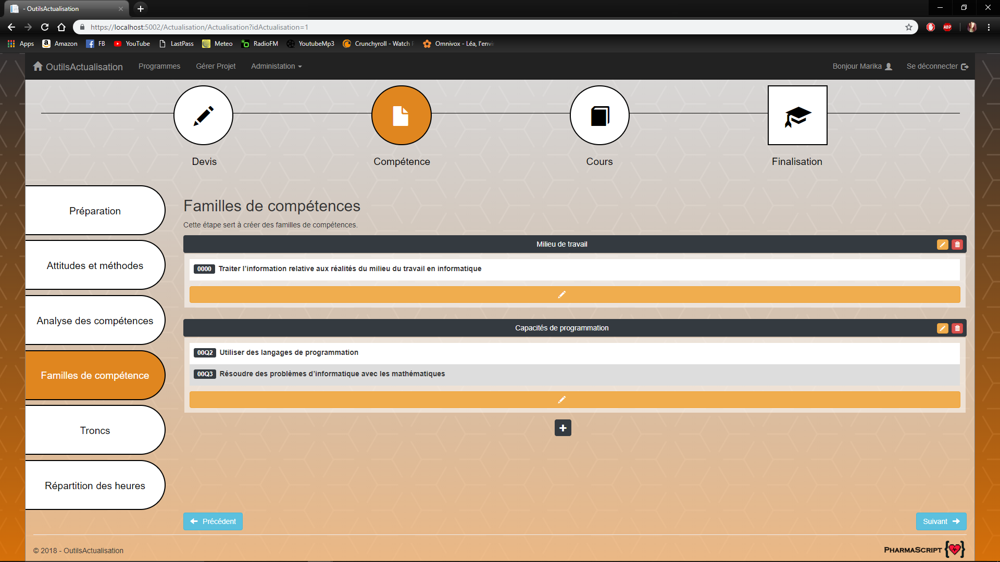 - OutilsActualisation
https://localhost:5002/Actualisation/Actualisation?idActualisation=1
ABP
Apps Amazon FB YouTube LastPass Meteo RadioFM YoutubeMp3 Crunchyroll - Watch Omnivox - Léa, l'envi
OutilsActualisation Programmes Gérer Projet Administation Bonjour Marika Se déconnecter
Devis Compétence Cours Finalisation
Préparation
Attitudes et méthodes
Analyse des compétences
Familles de compétence
Troncs
Répartition des heures
Familles de compétences
Cette étape sert à créer des familles de compétences.
Milieu de travail
0000 Traiter l’information relative aux réalités du milieu du travail en informatique
Capacités de programmation
00Q2 Utiliser des langages de programmation
00Q3 Résoudre des problèmes d’informatique avec les mathématiques
Précédent Suivant
© 2018 - OutilsActualisation
PHARMASCRIPT